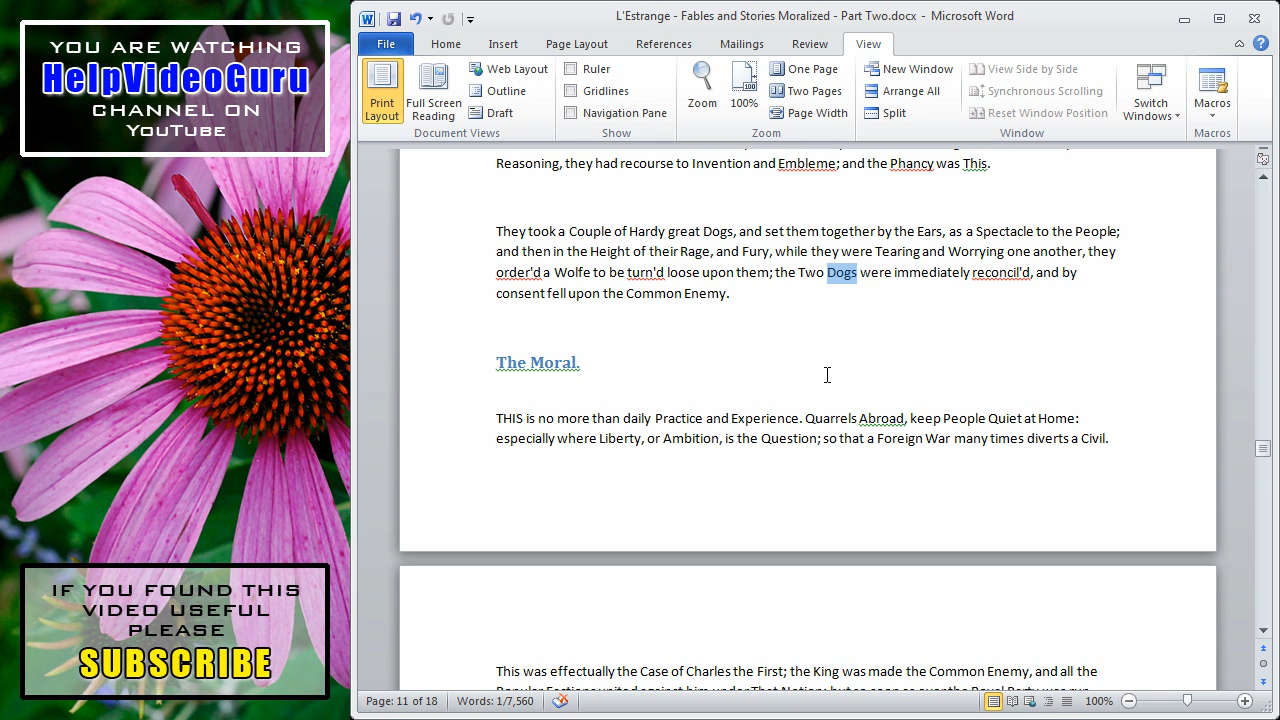 YOU ARE WATCHING
HelpVideoGuru
CHANNEL ON
YouTube
IF YOU FOUND THIS
VIDEO USEFUL
PLEASE
SUBSCRIBE
L'Estrange - Fables and Stories Moralized - Part Two.docx - Microsoft Word
File Home Insert Page Layout References Mailings Review View
Print Layout
Full Screen Reading
Web Layout
Outline
Draft
Document Views
Ruler
Gridlines
Navigation Pane
Show
Zoom
100%
One Page
Two Pages
Page Width
Zoom
New Window
Arrange All
Split
View Side by Side
Synchronous Scrolling
Reset Window Position
Switch Windows
Window
Macros
Macros
Reasoning, they had recourse to Invention and Embleme; and the Phancy was This.
They took a Couple of Hardy great Dogs, and set them together by the Ears, as a Spectacle to the People;
and then in the Height of their Rage, and Fury, while they were Tearing and Worrying one another, they
order'd a Wolfe to be turn'd loose upon them; the Two Dogs were immediately reconcil'd, and by
consent fell upon the Common Enemy.
The Moral.
THIS is no more than daily Practice and Experience. Quarrels Abroad, keep People Quiet at Home:
especially where Liberty, or Ambition, is the Question; so that a Foreign War many times diverts a Civil.
This was effectually the Case of Charles the First; the King was made the Common Enemy, and all the
Page: 11 of 18 Words: 1/7,560 100%